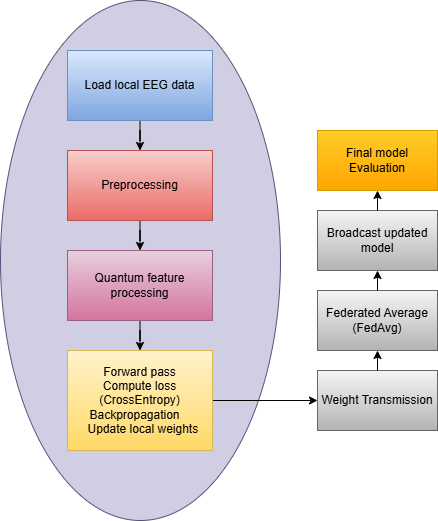 Load local EEG data
Preprocessing
Quantum feature
processing
Forward pass
Compute loss
(CrossEntropy)
Backpropagation
Update local weights
Final model
Evaluation
Broadcast updated
model
Federated Average
(FedAvg)
Weight Transmission